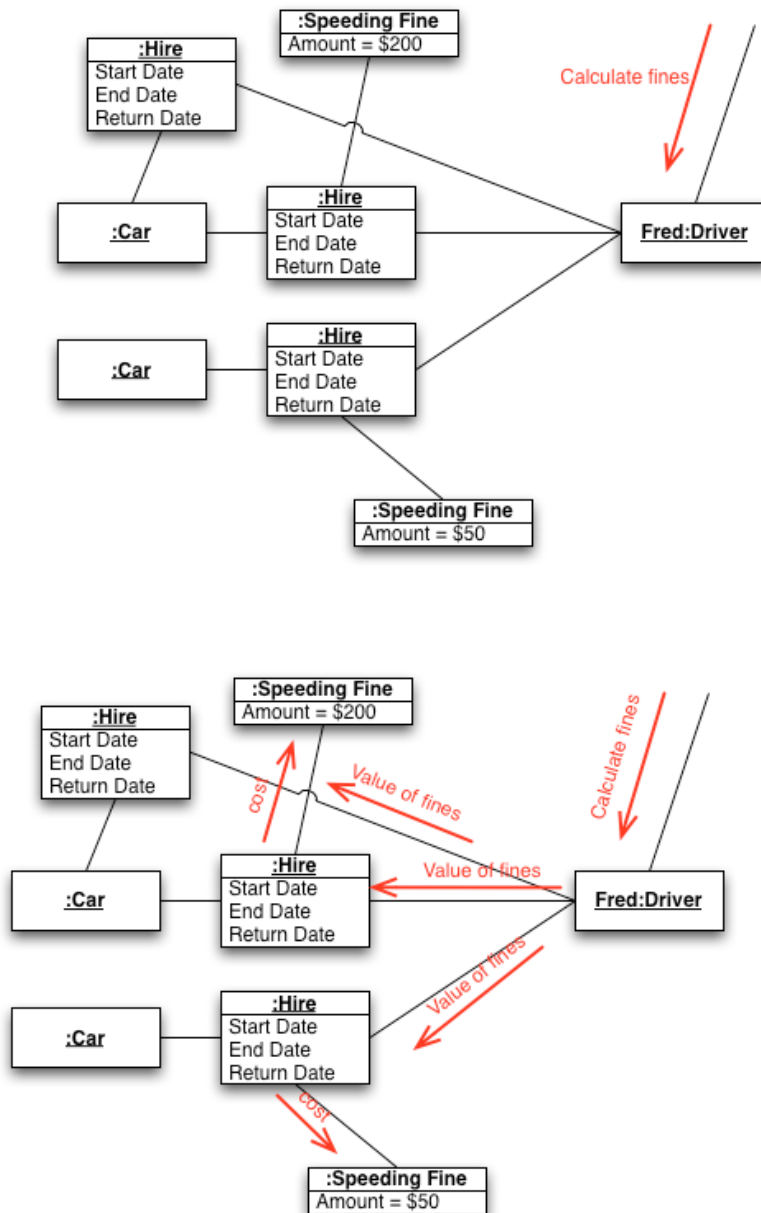 :Speeding Fine
Amount = $200
:Hire
Start Date
End Date
Return Date
Calculate fines
:Car
:Hire
Start Date
End Date
Return Date
Fred:Driver
:Car
:Hire
Start Date
End Date
Return Date
:Speeding Fine
Amount = $50
:Speeding Fine
Amount = $200
:Hire
Start Date
End Date
Return Date
cost
Value of fines
Calculate fines
:Car
:Hire
Start Date
End Date
Return Date
Value of fines
Fred:Driver
Value of fines
:Car
:Hire
Start Date
End Date
Return Date
cost
:Speeding Fine
Amount = $50